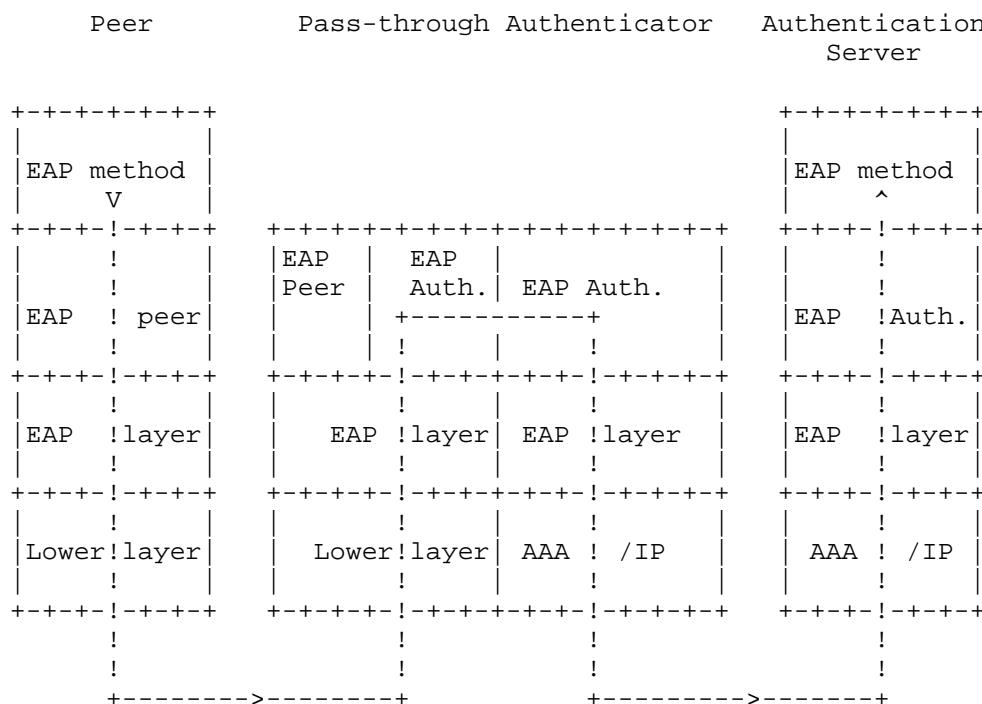 Peer Pass-through Authenticator Authentication
Server
EAP method EAP method
V ^
EAP EAP
Peer Auth. EAP Auth.
EAP ! peer EAP !Auth.
EAP !layer EAP !layer EAP !layer EAP !layer
Lower!layer Lower!layer AAA ! /IP AAA ! /IP